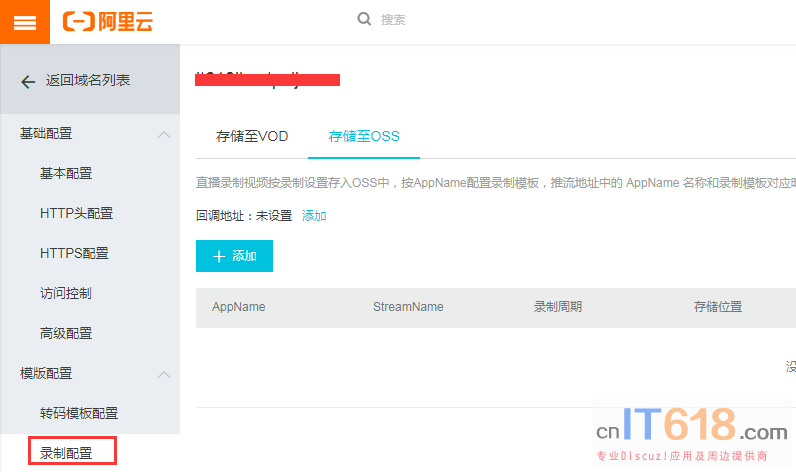 阿里云
搜索
返回域名列表
基础配置
基本配置
HTTP头配置
HTTPS配置
访问控制
高级配置
模版配置
转码模板配置
录制配置
存储至VOD 存储至OSS
直播录制视频按录制设置存入OSS中，按AppName配置录制模板，推流地址中的 AppName 名称和录制模板对应
回调地址：未设置 添加
添加
AppName StreamName 录制周期 存储位置
没
cnIT618.com
专业Discuz!应用及周边提供商